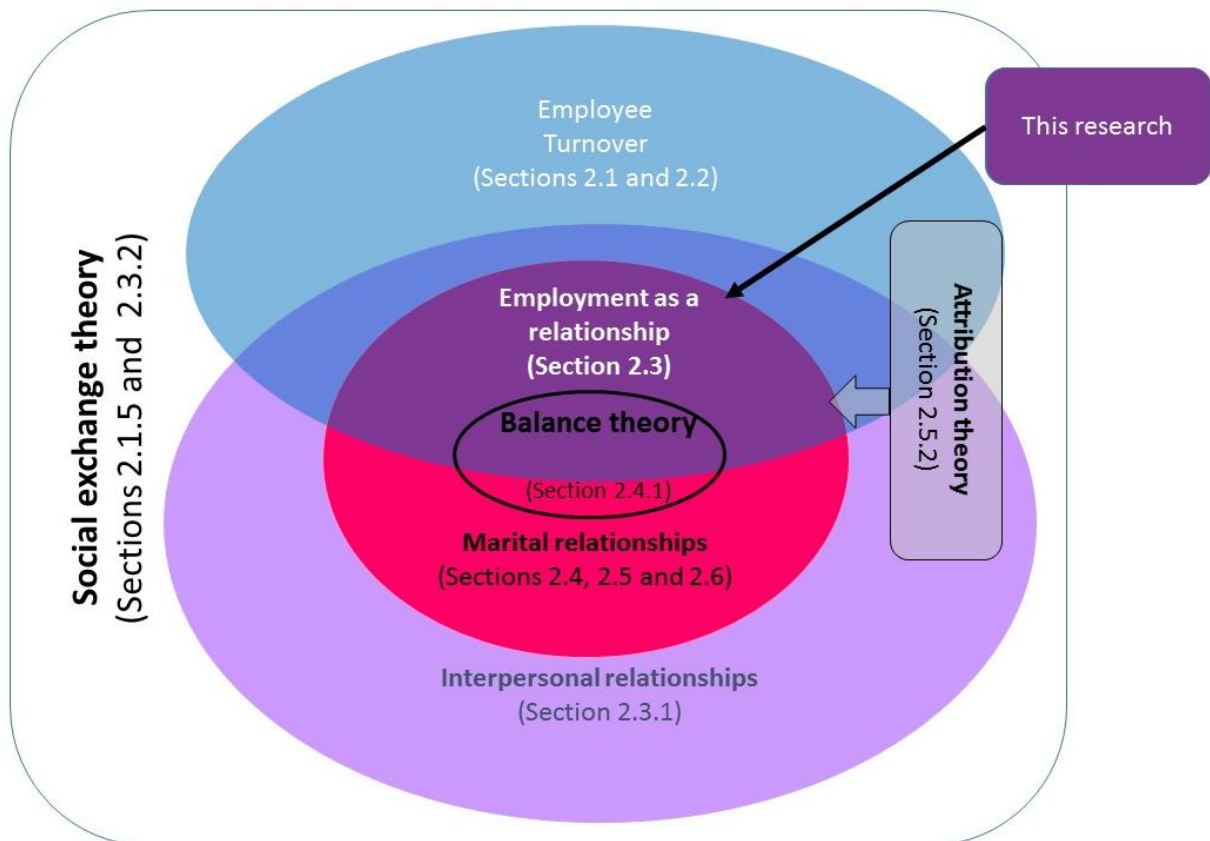 Employee
Turnover
(Sections 2.1 and 2.2)
This research
Social exchange theory
(Sections 2.1.5 and 2.3.2)
Employment as a
relationship
(Section 2.3)
Attribution theory
(Section 2.5.2)
Balance theory
(Section 2.4.1)
Marital relationships
(Sections 2.4, 2.5 and 2.6)
Interpersonal relationships
(Section 2.3.1)